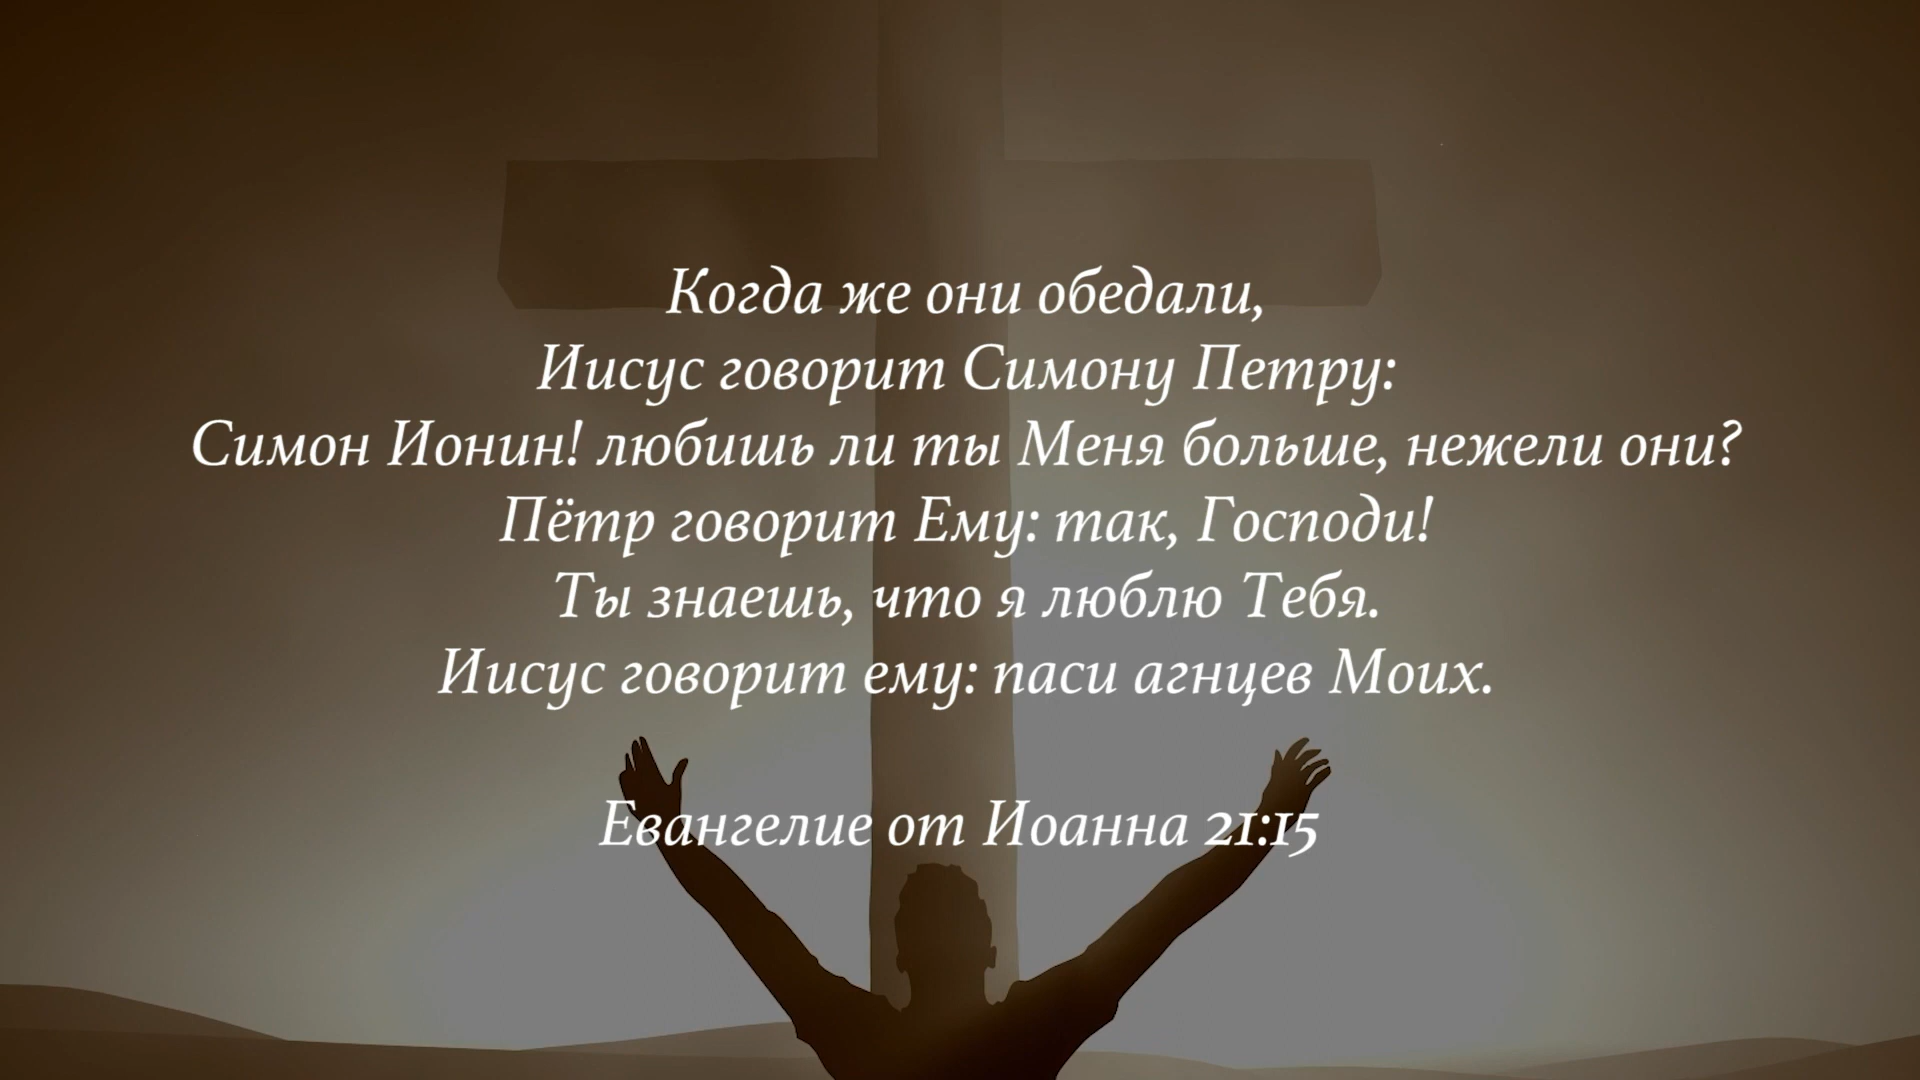 Когда же они обедали,
Иисус говорит Симону Петру:
Симон Ионин! любишь ли ты Меня больше, нежели они?
Пётр говорит Ему: так, Господи!
Ты знаешь, что я люблю Тебя.
Иисус говорит ему: паси агнцев Моих.
Евангелие от Иоанна 21:15